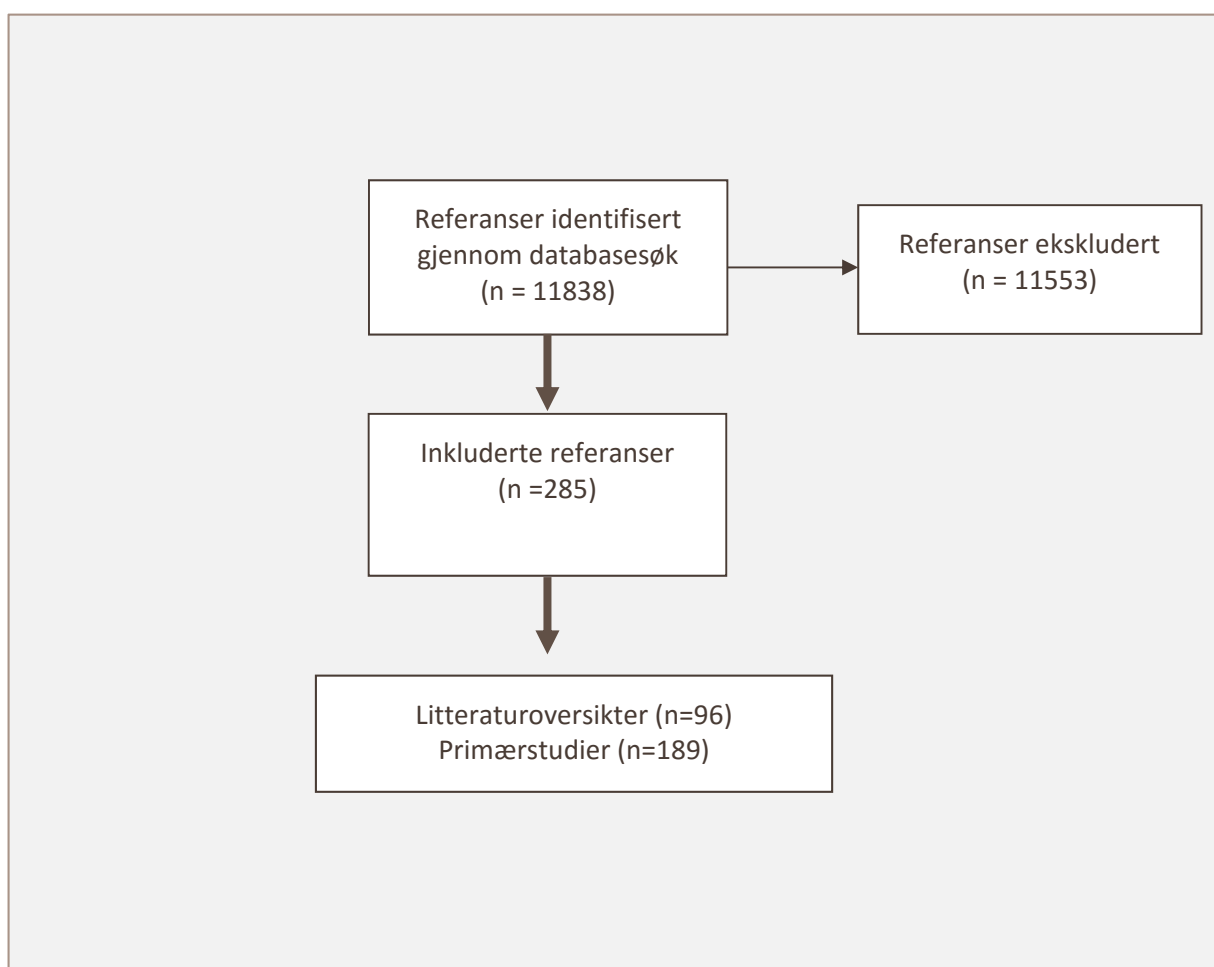 Referanser identifisert
gjennom databasesøk
(n = 11838)
Referanser ekskludert
(n = 11553)
Inkluderte referanser
(n =285)
Litteraturoversikter (n=96)
Primærstudier (n=189)